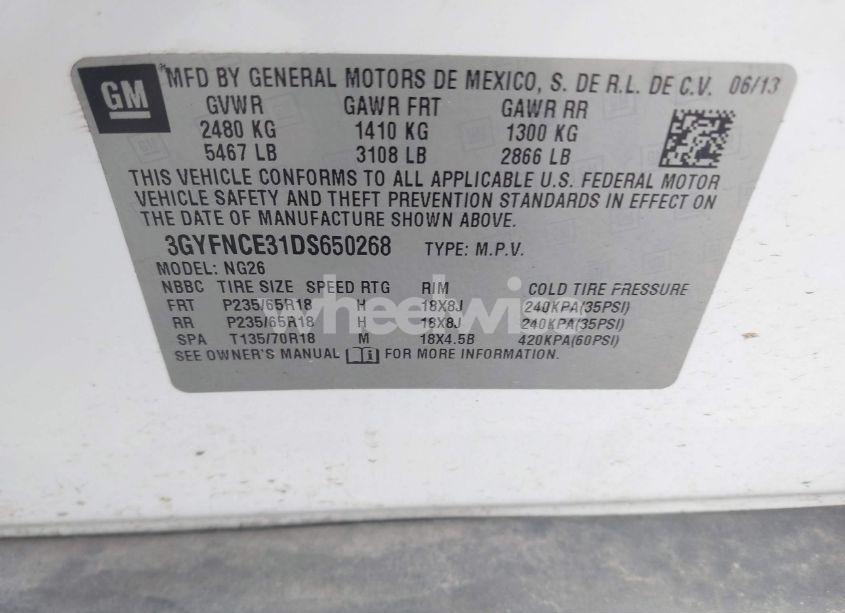 GM
MFD BY GENERAL MOTORS DE MEXICO, S. DE R.L. DE C.V. 06/13
GVWR GAWR FRT GAWR RR
2480 KG 1410 KG 1300 KG
5467 LB 3108 LB 2866 LB
THIS VEHICLE CONFORMS TO ALL APPLICABLE U.S. FEDERAL MOTOR
VEHICLE SAFETY AND THEFT PREVENTION STANDARDS IN EFFECT ON
THE DATE OF MANUFACTURE SHOWN ABOVE.
3GYFNCE31DS650268 TYPE: M.P.V.
MODEL: NG26
NBBC TIRE SIZE SPEED RTG RIM COLD TIRE PRESSURE
FRT P235/65R18 H 18X8J 240KPA(35PSI)
RR P235/65R18 H 18X8J 240KPA(35PSI)
SPA T135/70R18 M 18X4.5B 420KPA(60PSI)
SEE OWNER'S MANUAL i FOR MORE INFORMATION.